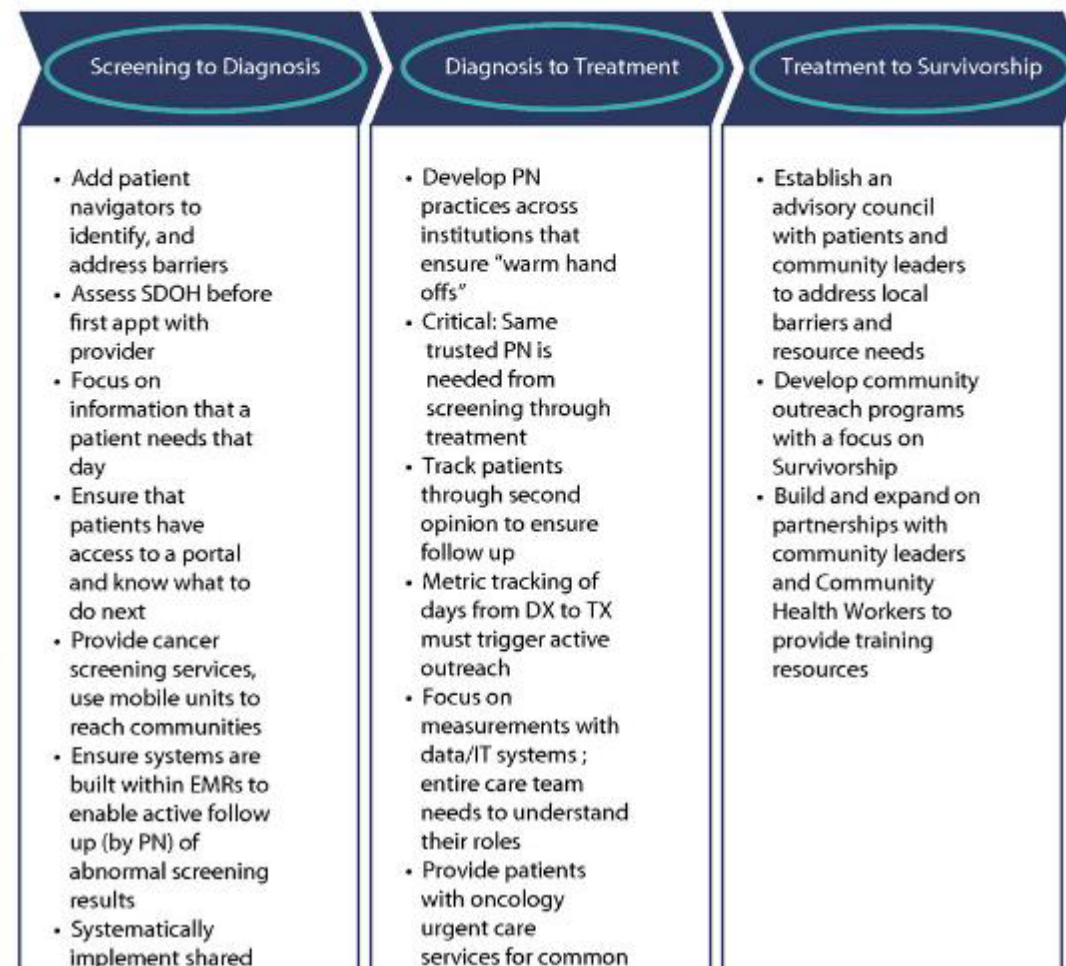 Screening to Diagnosis
• Add patient
navigators to
identify, and
address barriers
• Assess SDOH before
first appt with
provider
• Focus on
information that a
patient needs that
day
• Ensure that
patients have
access to a portal
and know what to
do next
• Provide cancer
screening services,
use mobile units to
reach communities
• Ensure systems are
built within EMRs to
enable active follow
up (by PN) of
abnormal screening
results
• Systematically
implement shared
Diagnosis to Treatment
• Develop PN
practices across
institutions that
ensure “warm hand
offs”
• Critical: Same
trusted PN is
needed from
screening through
treatment
• Track patients
through second
opinion to ensure
follow up
• Metric tracking of
days from DX to TX
must trigger active
outreach
• Focus on
measurements with
data/IT systems ;
entire care team
needs to understand
their roles
• Provide patients
with oncology
urgent care
services for common
Treatment to Survivorship
• Establish an
advisory council
with patients and
community leaders
to address local
barriers and
resource needs
• Develop community
outreach programs
with a focus on
Survivorship
• Build and expand on
partnerships with
community leaders
and Community
Health Workers to
provide training
resources